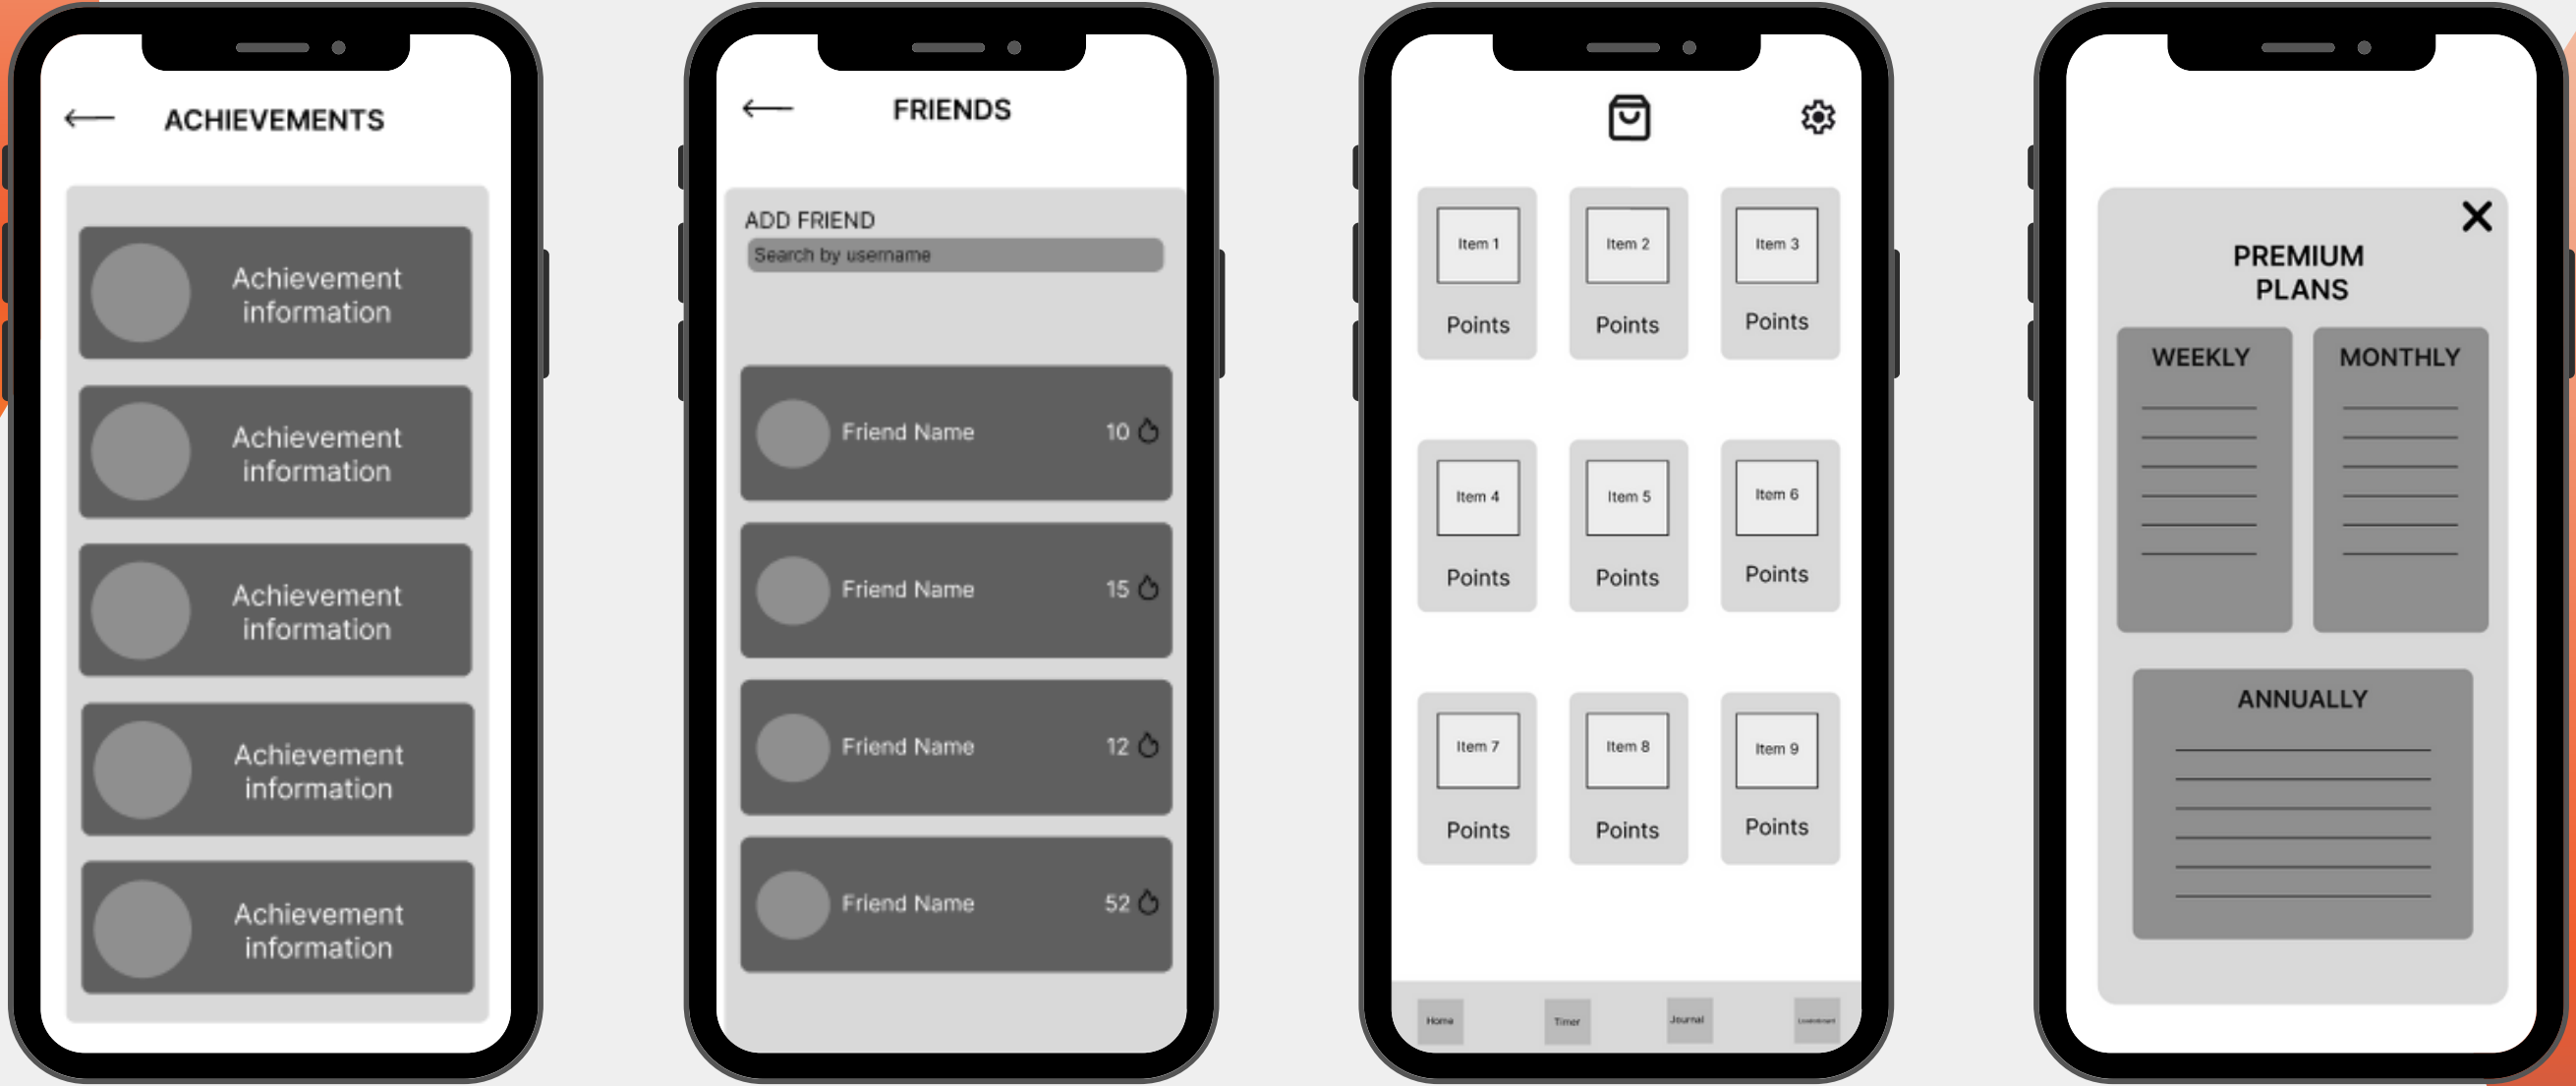 ACHIEVEMENTS
Achievement
information
Achievement
information
Achievement
information
Achievement
information
Achievement
information
FRIENDS
ADD FRIEND
Search by username
Friend Name 10
Friend Name 15
Friend Name 12
Friend Name 52
Item 1 Item 2 Item 3
Points Points Points
Item 4 Item 5 Item 6
Points Points Points
Item 7 Item 8 Item 9
Points Points Points
Home Timer Journal
PREMIUM
PLANS
WEEKLY MONTHLY
ANNUALLY